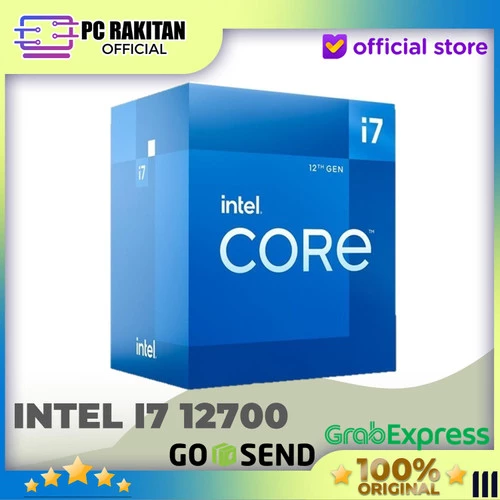 PC RAKITAN
OFFICIAL
official store
i7
i7
12TH GEN
intel.
CORE™
intel.
INTEL I7 12700
GO SEND
GrabExpress
100%
ORIGINAL